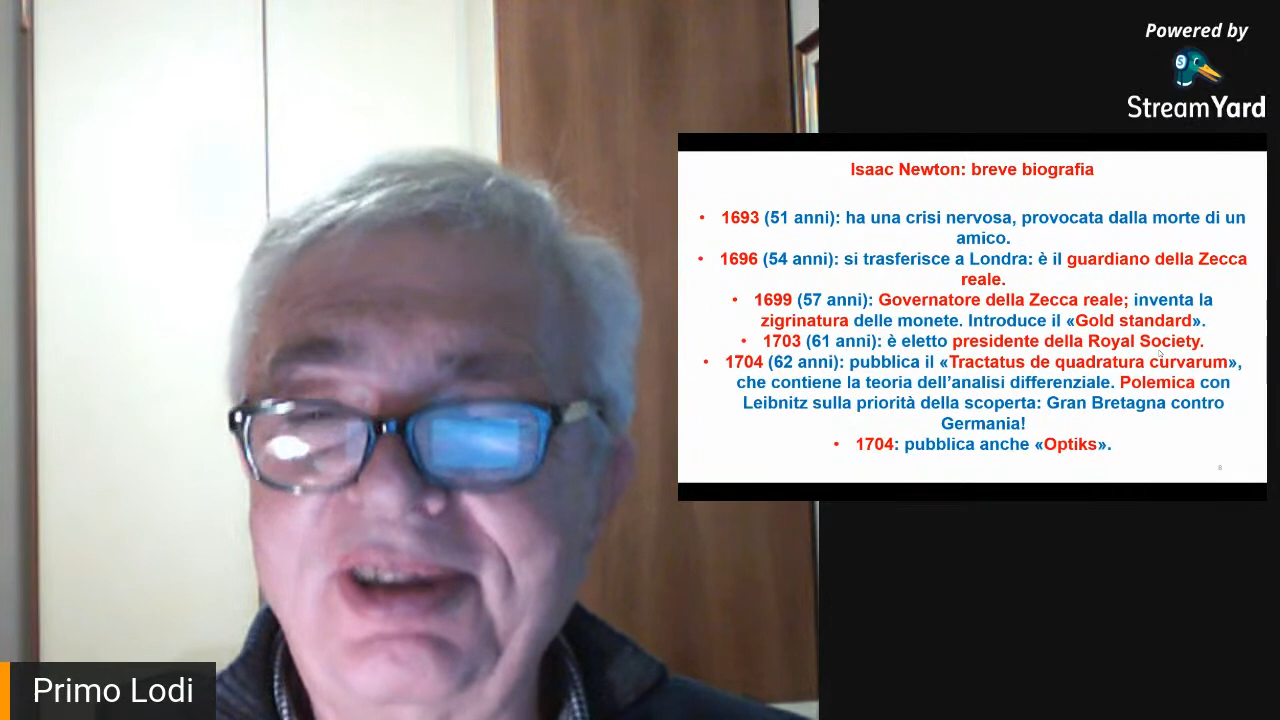 Powered by
StreamYard
Isaac Newton: breve biografia
• 1693 (51 anni): ha una crisi nervosa, provocata dalla morte di un
amico.
• 1696 (54 anni): si trasferisce a Londra: è il guardiano della Zecca
reale.
• 1699 (57 anni): Governatore della Zecca reale; inventa la
zigrinatura delle monete. Introduce il «Gold standard».
• 1703 (61 anni): è eletto presidente della Royal Society.
• 1704 (62 anni): pubblica il «Tractatus de quadratura curvarum»,
che contiene la teoria dell’analisi differenziale. Polemica con
Leibnitz sulla priorità della scoperta: Gran Bretagna contro
Germania!
• 1704: pubblica anche «Optiks».
8
Primo Lodi